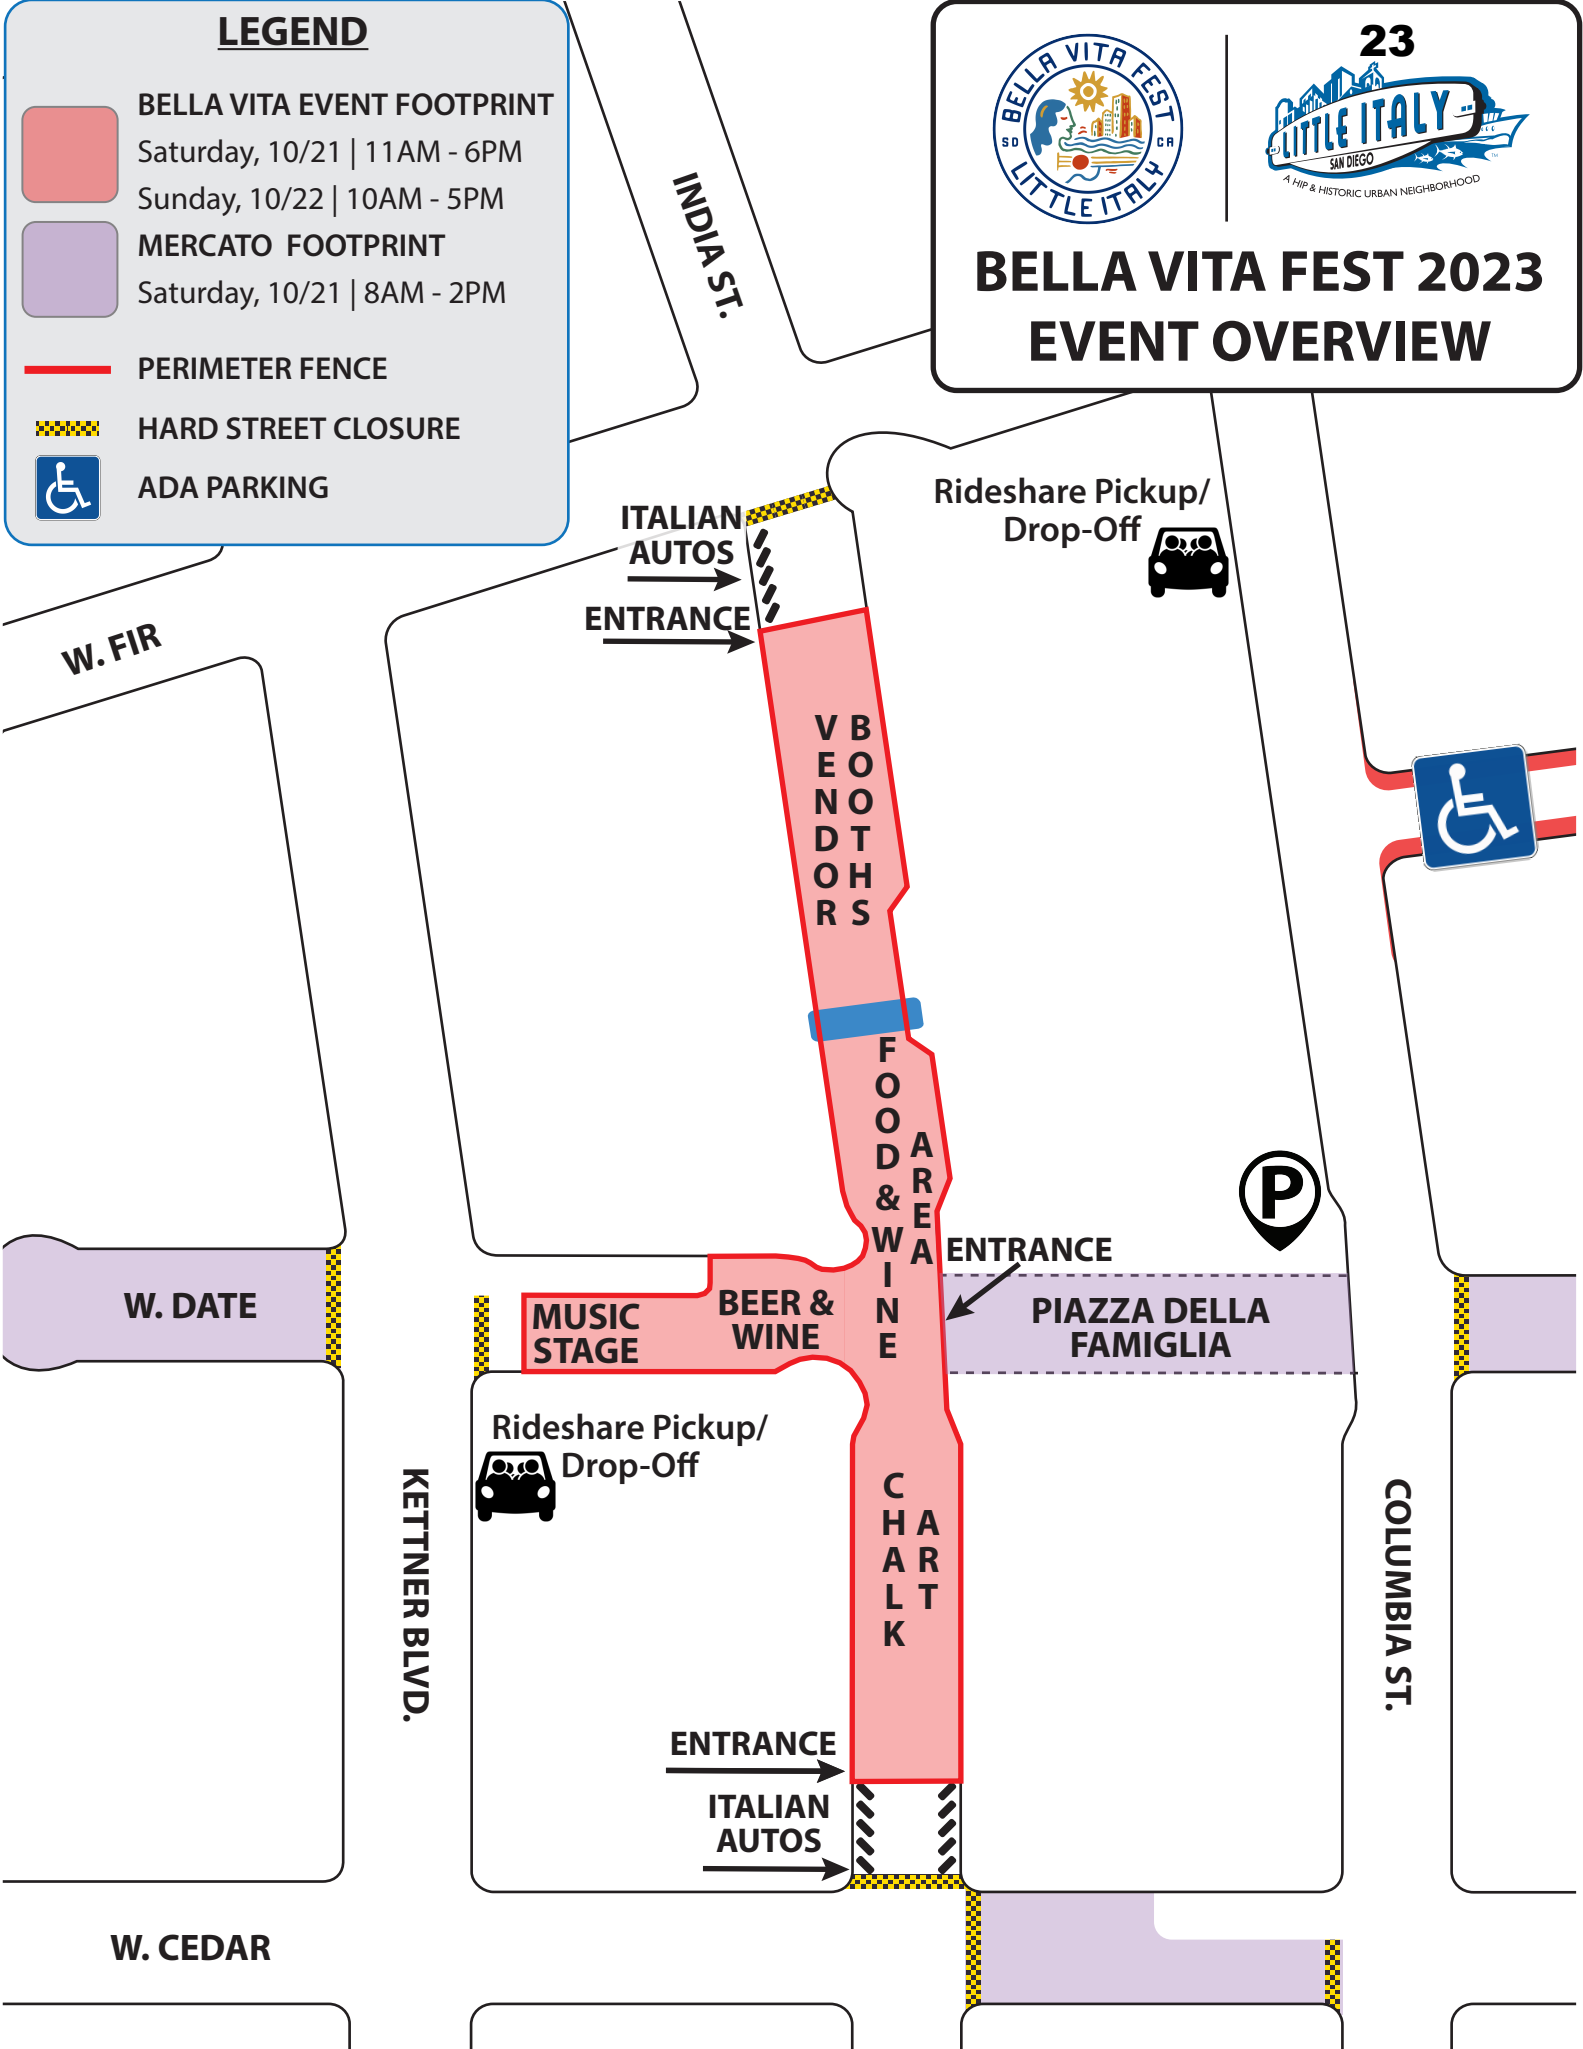 LEGEND
BELLA VITA EVENT FOOTPRINT
Saturday, 10/21 | 11AM - 6PM
Sunday, 10/22 | 10AM - 5PM
MERCATO FOOTPRINT
Saturday, 10/21 | 8AM - 2PM
PERIMETER FENCE
HARD STREET CLOSURE
ADA PARKING
BELLA VITA FEST
SD CA
LITTLE ITALY
23
LITTLE ITALY
SAN DIEGO
A HIP & HISTORIC URBAN NEIGHBORHOOD
BELLA VITA FEST 2023
EVENT OVERVIEW
INDIA ST.
Rideshare Pickup/
Drop-Off
ITALIAN
AUTOS
ENTRANCE
W. FIR
VENDOR
BOOTHS
FOOD & WINE
AREA
ENTRANCE
P
W. DATE
MUSIC
STAGE
BEER &
WINE
PIAZZA DELLA
FAMIGLIA
Rideshare Pickup/
Drop-Off
KETTNER BLVD.
CHALK
ART
COLUMBIA ST.
ENTRANCE
ITALIAN
AUTOS
W. CEDAR